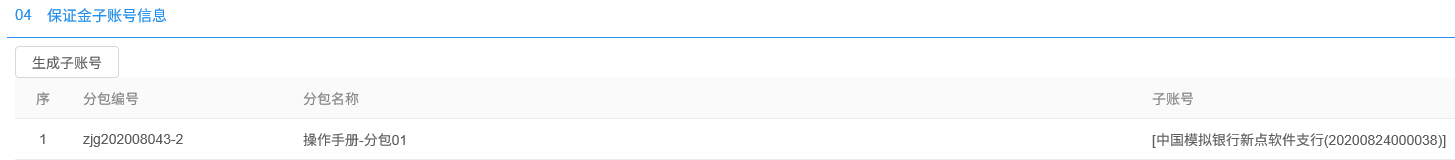 04 保证金子账号信息
生成子账号
序 分包编号 分包名称 子账号
1 zjg202008043-2 操作手册-分包01 [中国模拟银行新点软件支行(20200824000038)]